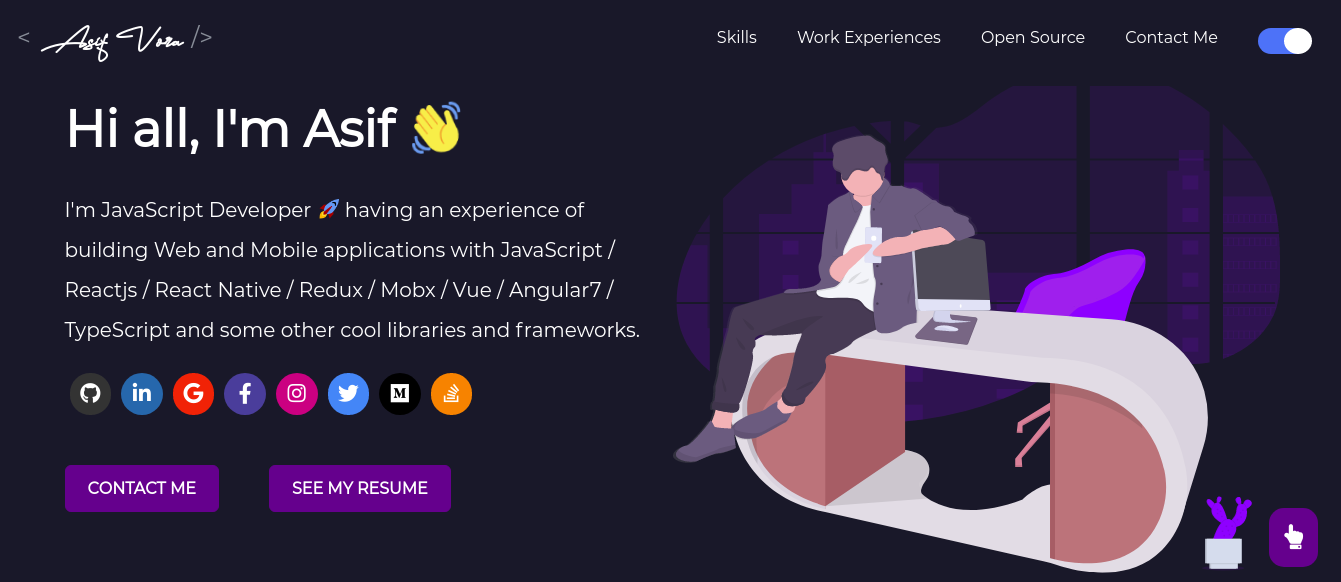 < Asif Vora />
Skills Work Experiences Open Source Contact Me
Hi all, I'm Asif 👋
I'm JavaScript Developer 🚀 having an experience of
building Web and Mobile applications with JavaScript /
Reactjs / React Native / Redux / Mobx / Vue / Angular7 /
TypeScript and some other cool libraries and frameworks.
in G f M
CONTACT ME SEE MY RESUME